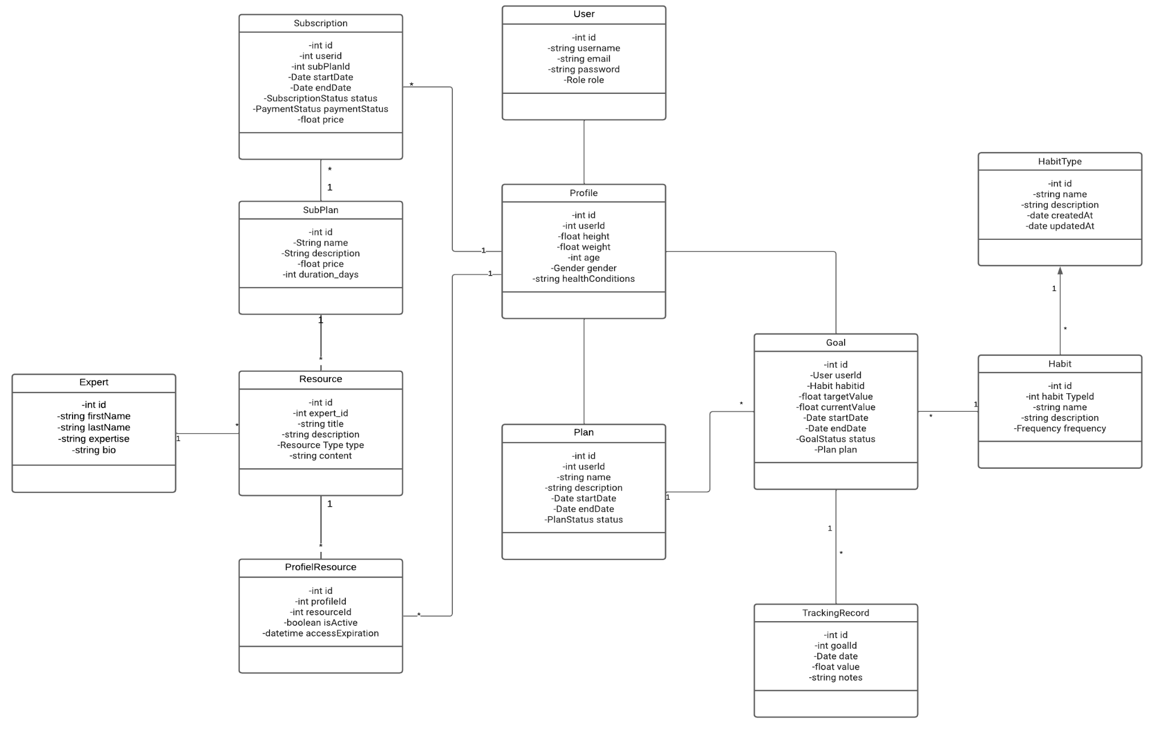 Subscription
-int id
-int userid
-int subPlanId
-Date startDate
-Date endDate
-SubscriptionStatus status
-PaymentStatus paymentStatus
-float price
*
1
SubPlan
-int id
-String name
-String description
-float price
-int duration_days
1
*
Expert
-int id
-string firstName
-string lastName
-string expertise
-string bio
1
*
Resource
-int id
-int expert_id
-string title
-string description
-Resource Type type
-string content
1
*
ProfielResource
-int id
-int profileId
-int resourceId
-boolean isActive
-datetime accessExpiration
*
*
1
1
User
-int id
-string username
-string email
-string password
-Role role
Profile
-int id
-int userId
-float height
-float weight
-int age
-Gender gender
-string healthConditions
Plan
-int id
-int userId
-string name
-string description
-Date startDate
-Date endDate
-PlanStatus status
1
*
Goal
-int id
-User userId
-Habit habitid
-float targetValue
-float currentValue
-Date startDate
-Date endDate
-GoalStatus status
-Plan plan
*
1
1
*
TrackingRecord
-int id
-int goalId
-Date date
-float value
-string notes
HabitType
-int id
-string name
-string description
-date createdAt
-date updatedAt
1
*
Habit
-int id
-int habit TypeId
-string name
-string description
-Frequency frequency